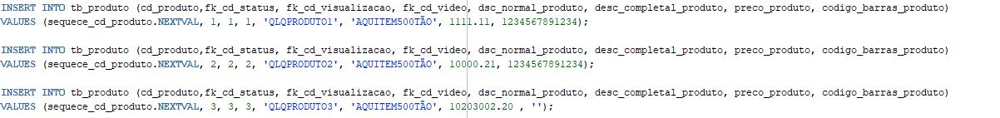 INSERT INTO tb_produto (cd_produto,fk_cd_status, fk_cd_visualizacao, fk_cd_video, dsc_normal_produto, desc_completal_produto, preco_produto, codigo_barras_produto)
VALUES (sequece_cd_produto.NEXTVAL, 1, 1, 1, 'QLQPRODUTO1', 'AQUITEM500TÃO', 1111.11, 1234567891234);
INSERT INTO tb_produto (cd_produto,fk_cd_status, fk_cd_visualizacao, fk_cd_video, dsc_normal_produto, desc_completal_produto, preco_produto, codigo_barras_produto)
VALUES (sequece_cd_produto.NEXTVAL, 2, 2, 2, 'QLQPRODUTO2', 'AQUITEM500TÃO', 10000.21, 1234567891234);
INSERT INTO tb_produto (cd_produto,fk_cd_status, fk_cd_visualizacao, fk_cd_video, dsc_normal_produto, desc_completal_produto, preco_produto, codigo_barras_produto)
VALUES (sequece_cd_produto.NEXTVAL, 3, 3, 3, 'QLQPRODUTO3', 'AQUITEM500TÃO', 10203002.20 , '');